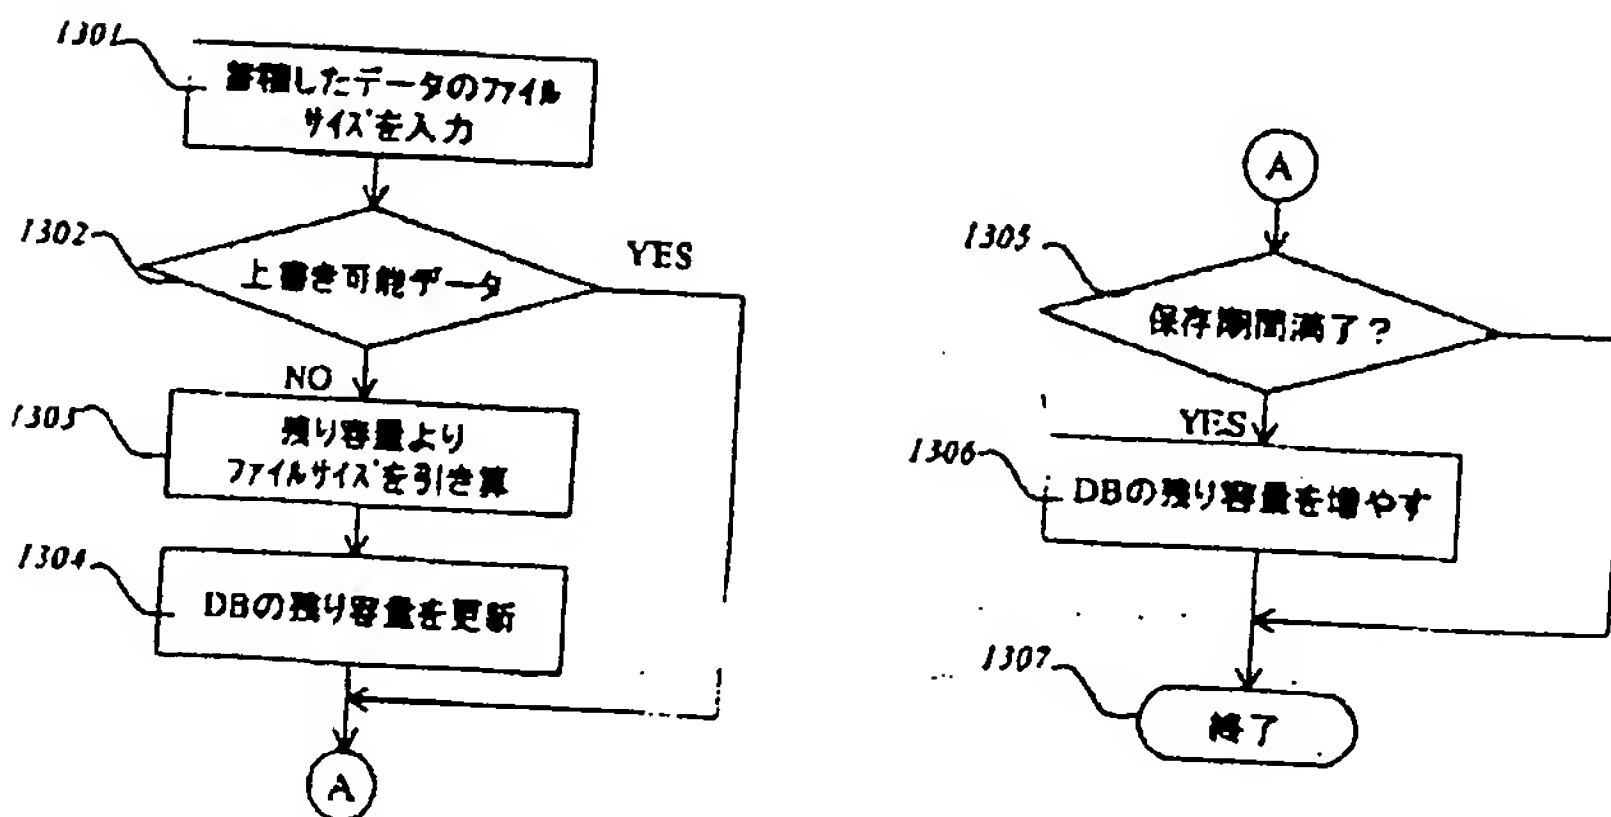 1301
蓄積したデータのファイル
サイズを入力
1302
上書き可能データ
YES
NO
1303
残り容量より
ファイルサイズを引き算
1304
DBの残り容量を更新
A
A
1305
保存期間満了?
YES
1306
DBの残り容量を増やす
1307
終了